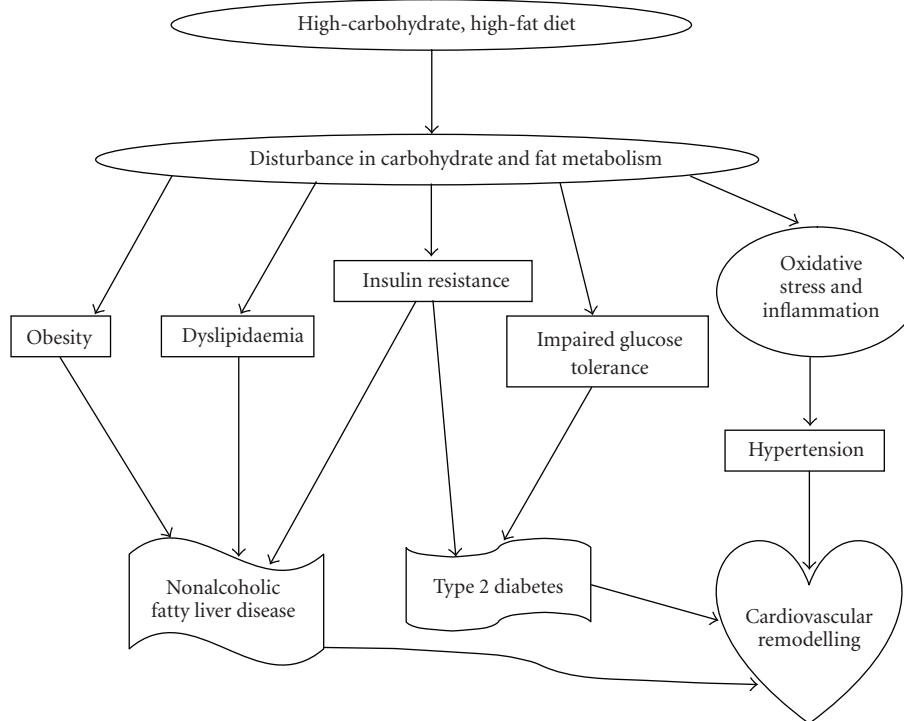 High-carbohydrate, high-fat diet
Disturbance in carbohydrate and fat metabolism
Insulin resistance
Oxidative
stress and
inflammation
Obesity
Dyslipidaemia
Impaired glucose
tolerance
Hypertension
Nonalcoholic
fatty liver disease
Type 2 diabetes
Cardiovascular
remodelling